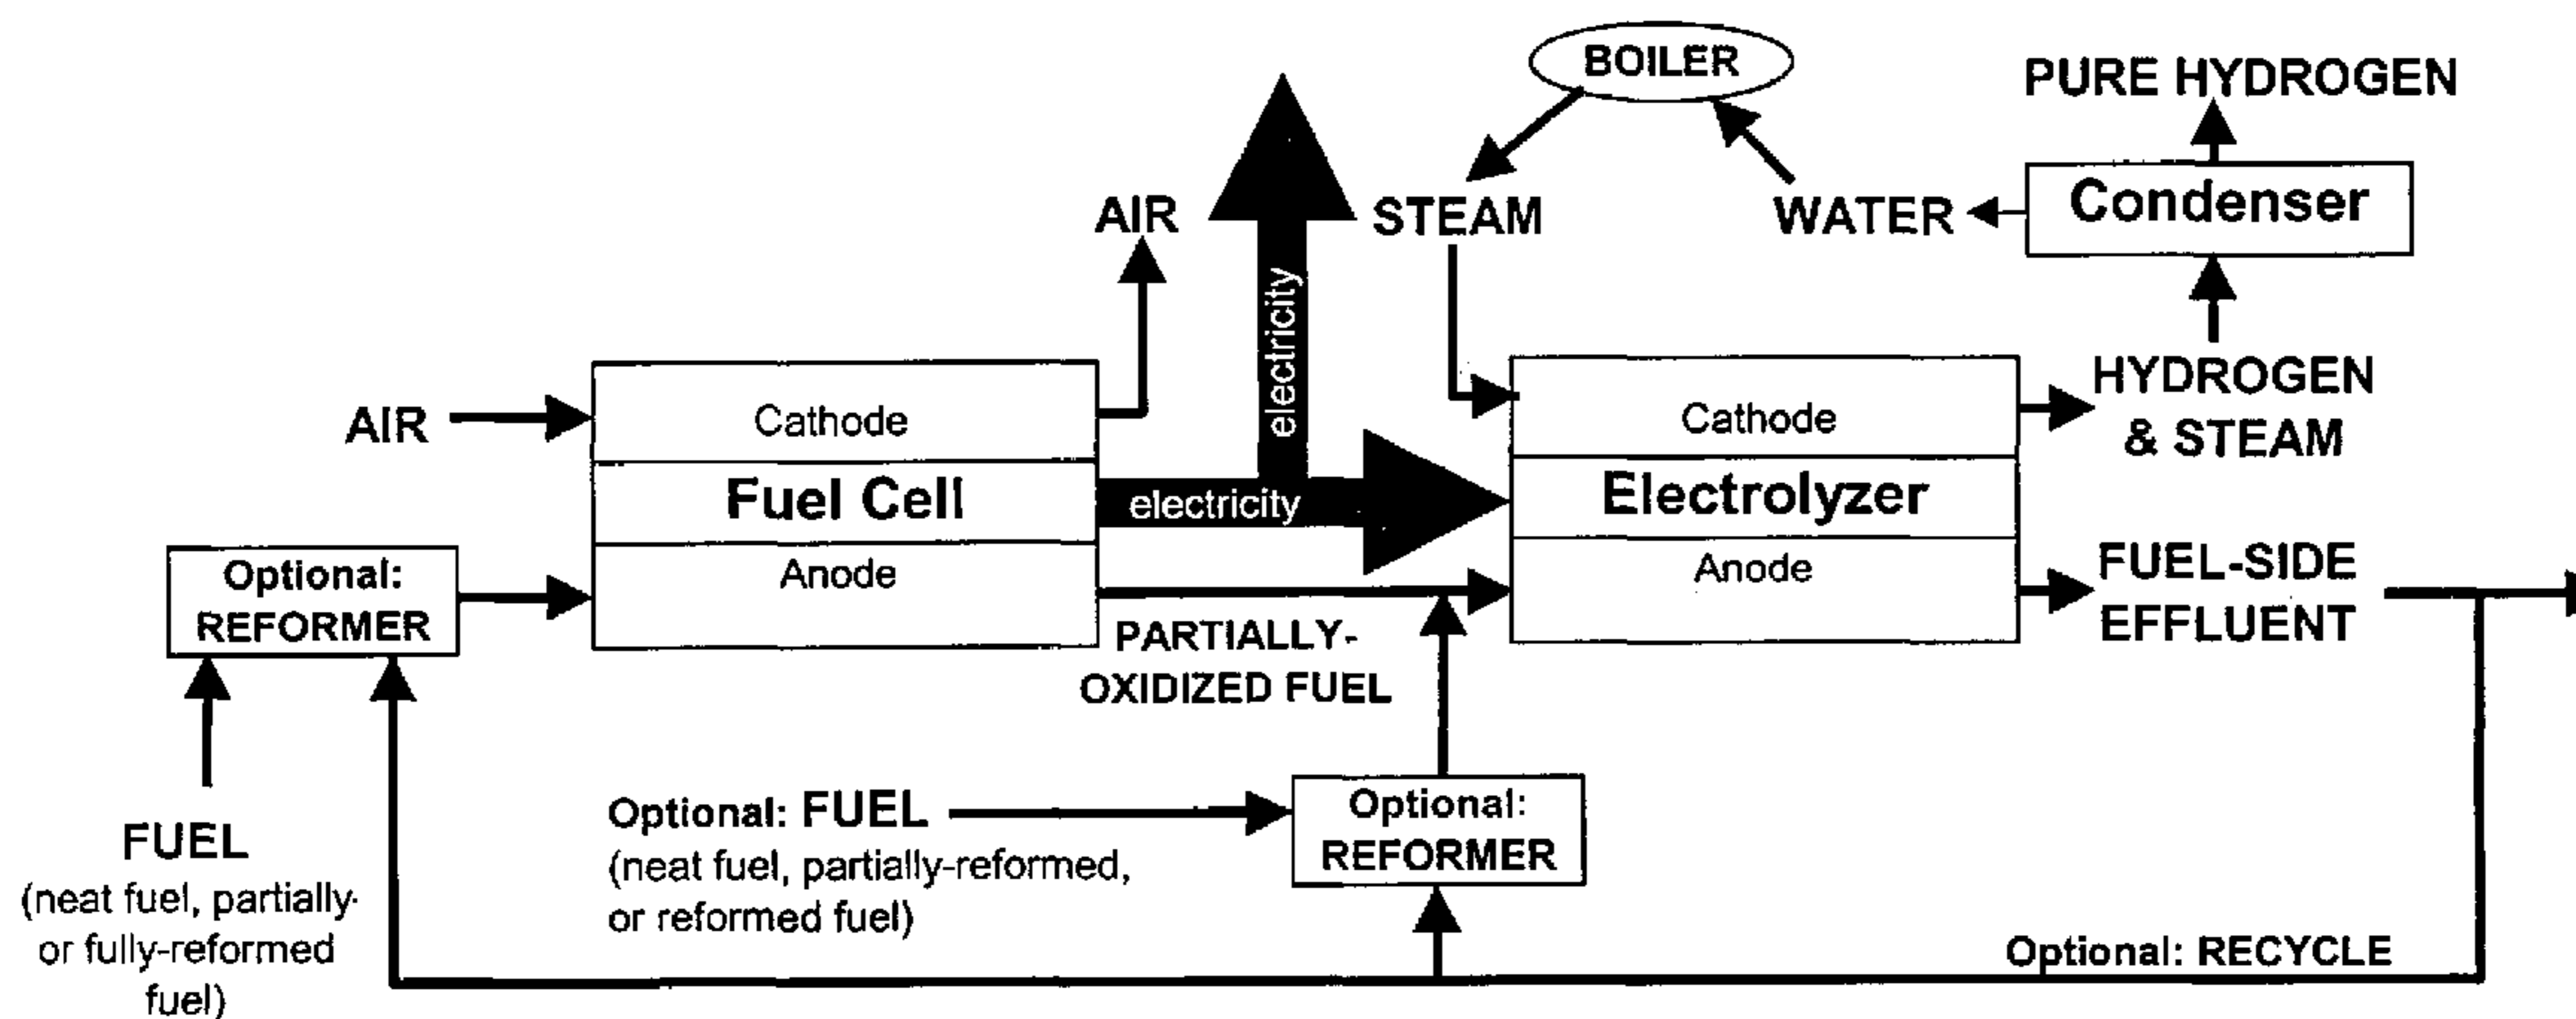 BOILER
PURE HYDROGEN
AIR
STEAM
WATER
Condenser
electricity
AIR
Cathode
Cathode
HYDROGEN
& STEAM
Fuel Cell
electricity
Electrolyzer
Optional:
REFORMER
Anode
Anode
FUEL-SIDE
EFFLUENT
PARTIALLY-
OXIDIZED FUEL
FUEL
(neat fuel, partially-
or fully-reformed
fuel)
Optional: FUEL
(neat fuel, partially-reformed,
or reformed fuel)
Optional:
REFORMER
Optional: RECYCLE